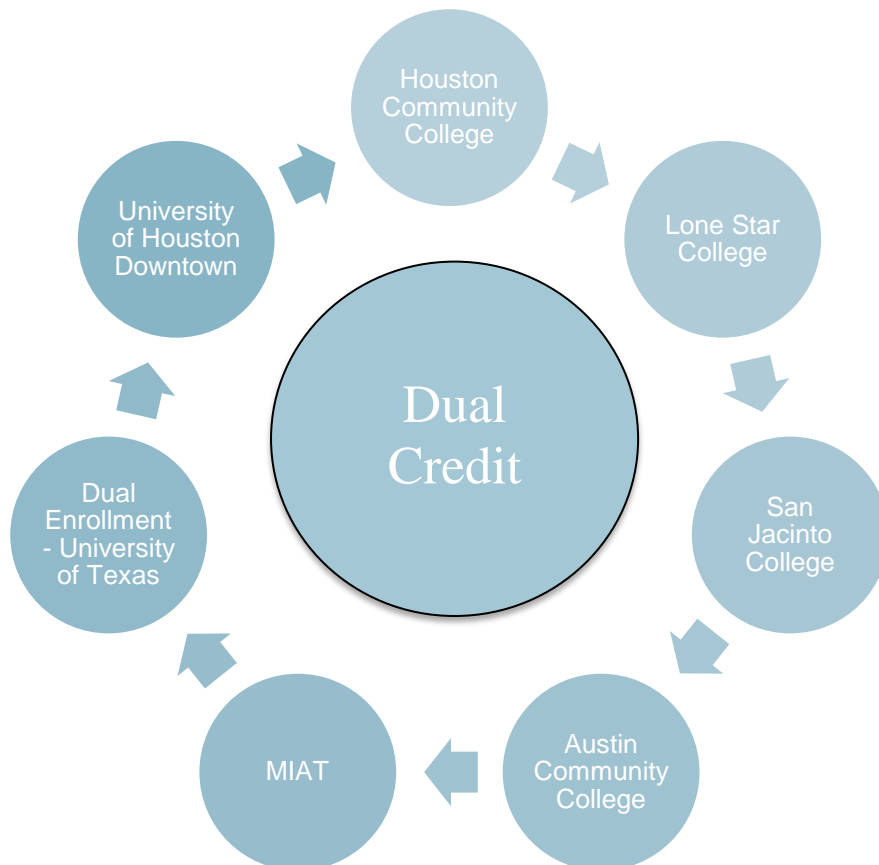 Houston
Community
College
Lone Star
College
San
Jacinto
College
Austin
Community
College
MIAT
Dual
Enrollment
- University
of Texas
University
of Houston
Downtown
Dual
Credit